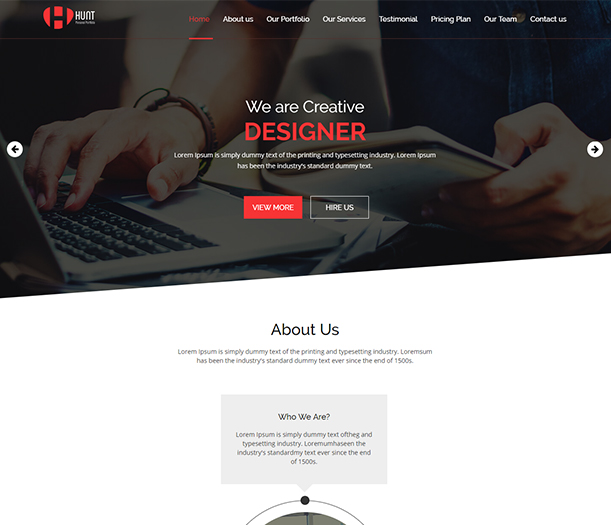 HUNT
Home About us Our Portfolio Our Services Testimonial Pricing Plan Our Team Contact us
We are Creative
DESIGNER
Lorem Ipsum is simply dummy text of the printing and typesetting industry. Lorem Ipsum
has been the industry's standard dummy text.
VIEW MORE HIRE US
About Us
Lorem Ipsum is simply dummy text of the printing and typesetting industry. Loremsum
has been the industry's standard dummy text ever since the end of 1500s.
Who We Are?
Lorem Ipsum is simply dummy text oftheg and
typesetting industry. Loremumhaseen the
industry's standardmy text ever since the end
of 1500s.